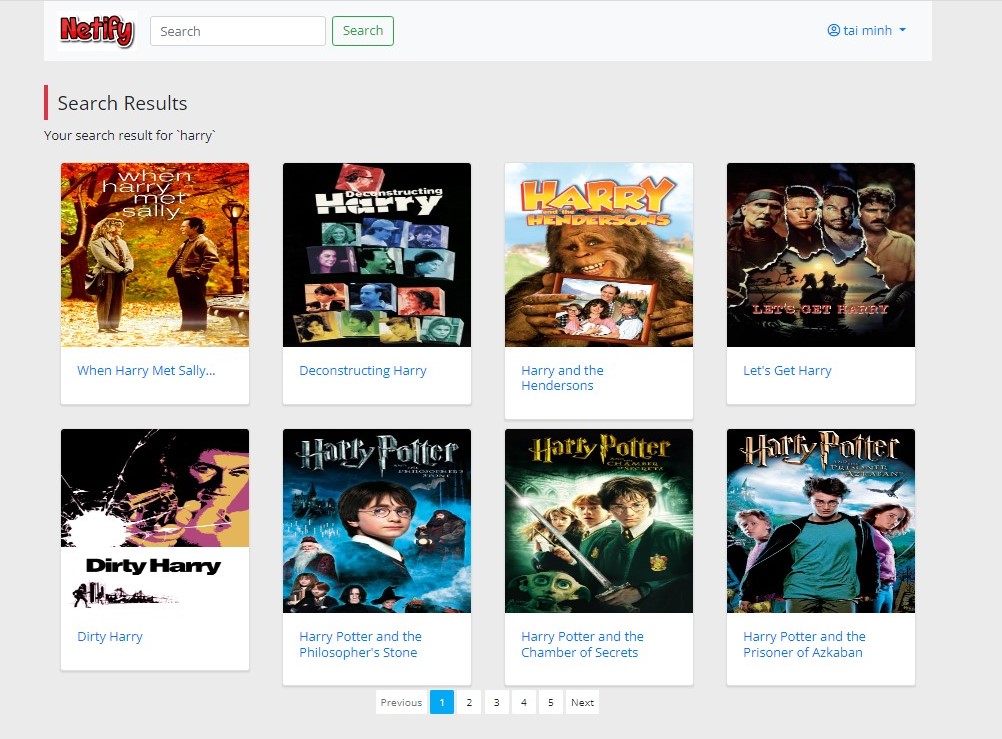 Netify
Search
Search
tai minh
Search Results
Your search result for `harry`
when
harry
met
sally
Deconstructing
Harry
HARRY
and the
HENDERSONS
LET'S GET HARRY
When Harry Met Sally...
Deconstructing Harry
Harry and the
Hendersons
Let's Get Harry
Dirty Harry
Harry Potter
AND THE
PHILOSOPHER'S
STONE
Harry Potter
AND THE
CHAMBER OF
SECRETS
Harry Potter
AND THE
PRISONER OF
AZKABAN
Dirty Harry
Harry Potter and the
Philosopher's Stone
Harry Potter and the
Chamber of Secrets
Harry Potter and the
Prisoner of Azkaban
Previous 1 2 3 4 5 Next